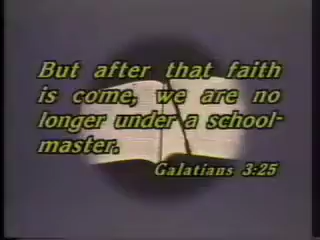 But after that faith
is come, we are no
longer under a school-
master.
Galatians 3:25